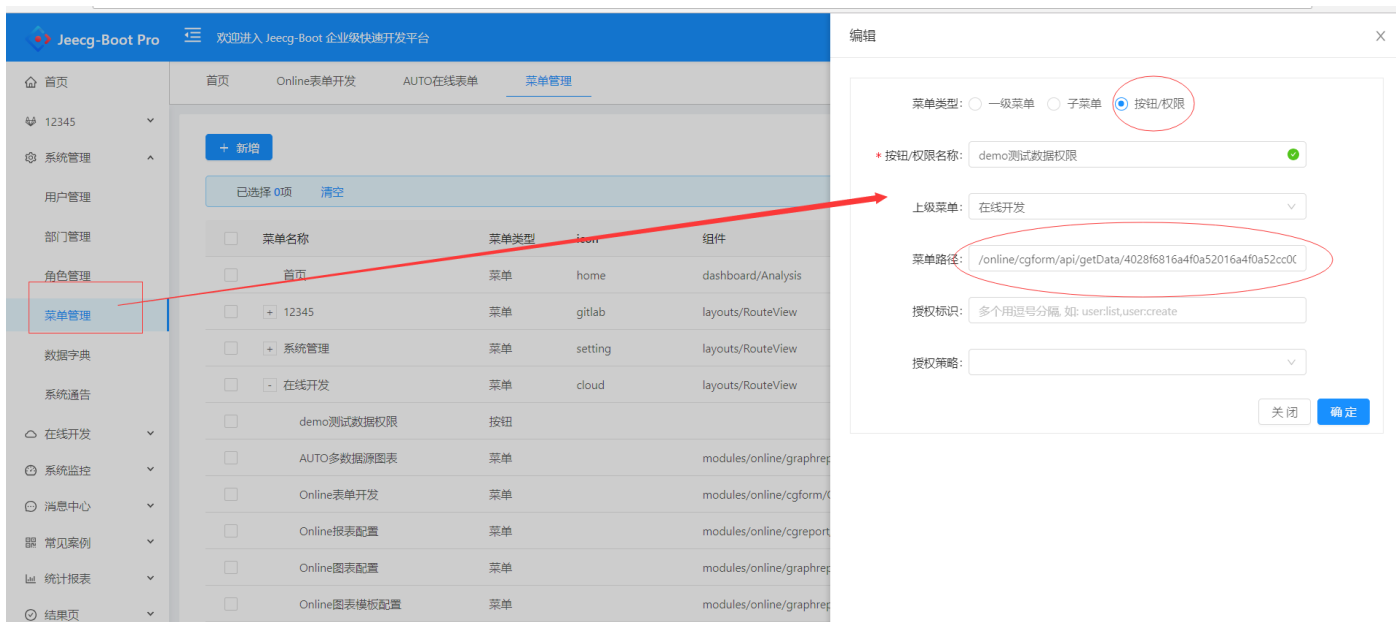 Jeecg-Boot Pro
欢迎进入 Jeecg-Boot 企业级快速开发平台
首页
12345
系统管理
用户管理
部门管理
角色管理
菜单管理
数据字典
系统通告
在线开发
系统监控
消息中心
常见案例
统计报表
结果页
首页 Online表单开发 AUTO在线表单 菜单管理
+ 新增
已选择 0项 清空
菜单名称 菜单类型 icon 组件
首页 菜单 home dashboard/Analysis
+ 12345 菜单 gitlab layouts/RouteView
+ 系统管理 菜单 setting layouts/RouteView
- 在线开发 菜单 cloud layouts/RouteView
demo测试数据权限 按钮
AUTO多数据源图表 菜单 modules/online/graphrep
Online表单开发 菜单 modules/online/cgform/
Online报表配置 菜单 modules/online/cgreport
Online图表配置 菜单 modules/online/graphrep
Online图表模板配置 菜单 modules/online/graphrep
编辑
菜单类型: 一级菜单 子菜单 按钮/权限
* 按钮/权限名称: demo测试数据权限
上级菜单: 在线开发
菜单路径: /online/cgform/api/getData/4028f6816a4f0a52016a4f0a52cc0
授权标识: 多个用逗号分隔, 如: user:list,user:create
授权策略:
关闭 确定